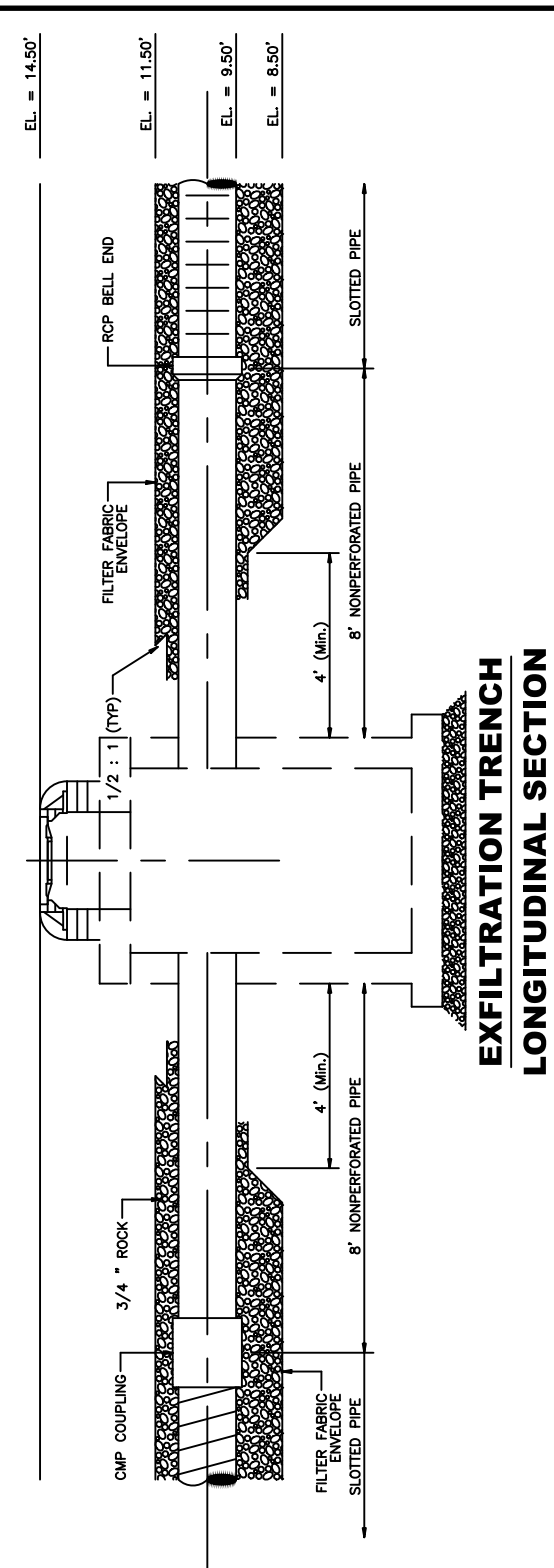 EL. = 14.50'
EL. = 11.50'
EL. = 9.50'
EL. = 8.50'
CMP COUPLING
3/4 " ROCK
1/2 : 1 (TYP)
FILTER FABRIC
ENVELOPE
RCP BELL END
FILTER FABRIC
ENVELOPE
4' (Min.)
4' (Min.)
SLOTTED PIPE
8' NONPERFORATED PIPE
8' NONPERFORATED PIPE
SLOTTED PIPE
EXFILTRATION TRENCH
LONGITUDINAL SECTION